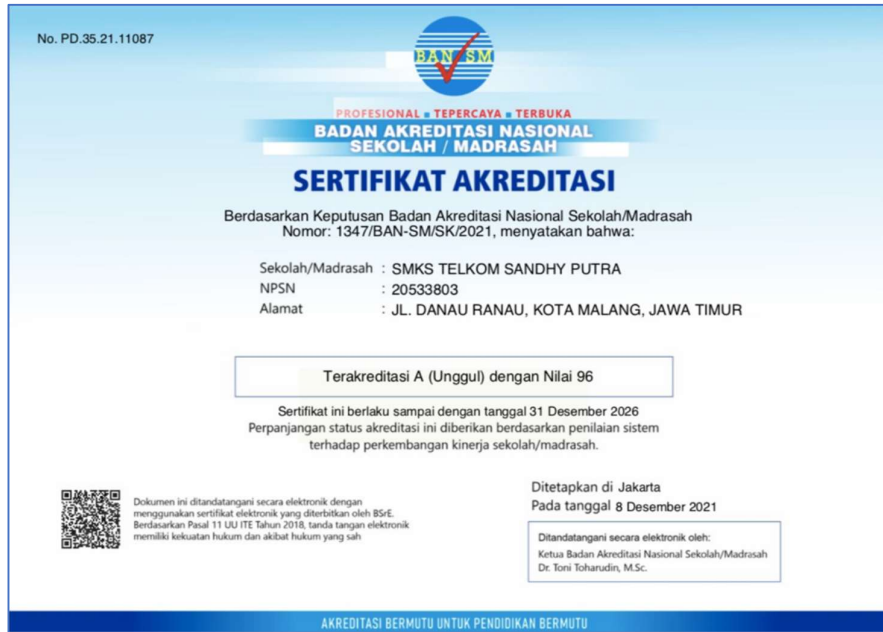 No. PD.35.21.11087
BAN SM
PROFESIONAL TEPERCAYA TERBUKA
BADAN AKREDITASI NASIONAL
SEKOLAH / MADRASAH
SERTIFIKAT AKREDITASI
Berdasarkan Keputusan Badan Akreditasi Nasional Sekolah/Madrasah
Nomor: 1347/BAN-SM/SK/2021, menyatakan bahwa:
Sekolah/Madrasah : SMKS TELKOM SANDHY PUTRA
NPSN : 20533803
Alamat : JL. DANAU RANAU, KOTA MALANG, JAWA TIMUR
Terakreditasi A (Unggul) dengan Nilai 96
Sertifikat ini berlaku sampai dengan tanggal 31 Desember 2026
Perpanjangan status akreditasi ini diberikan berdasarkan penilaian sistem
terhadap perkembangan kinerja sekolah/madrasah.
Dokumen ini ditandatangani secara elektronik dengan
menggunakan sertifikat elektronik yang diterbitkan oleh BSrE.
Berdasarkan Pasal 11 UU ITE Tahun 2018, tanda tangan elektronik
memiliki kekuatan hukum dan akibat hukum yang sah
Ditetapkan di Jakarta
Pada tanggal 8 Desember 2021
Ditandatangani secara elektronik oleh:
Ketua Badan Akreditasi Nasional Sekolah/Madrasah
Dr. Toni Toharudin, M.Sc.
AKREDITASI BERMUTU UNTUK PENDIDIKAN BERMUTU